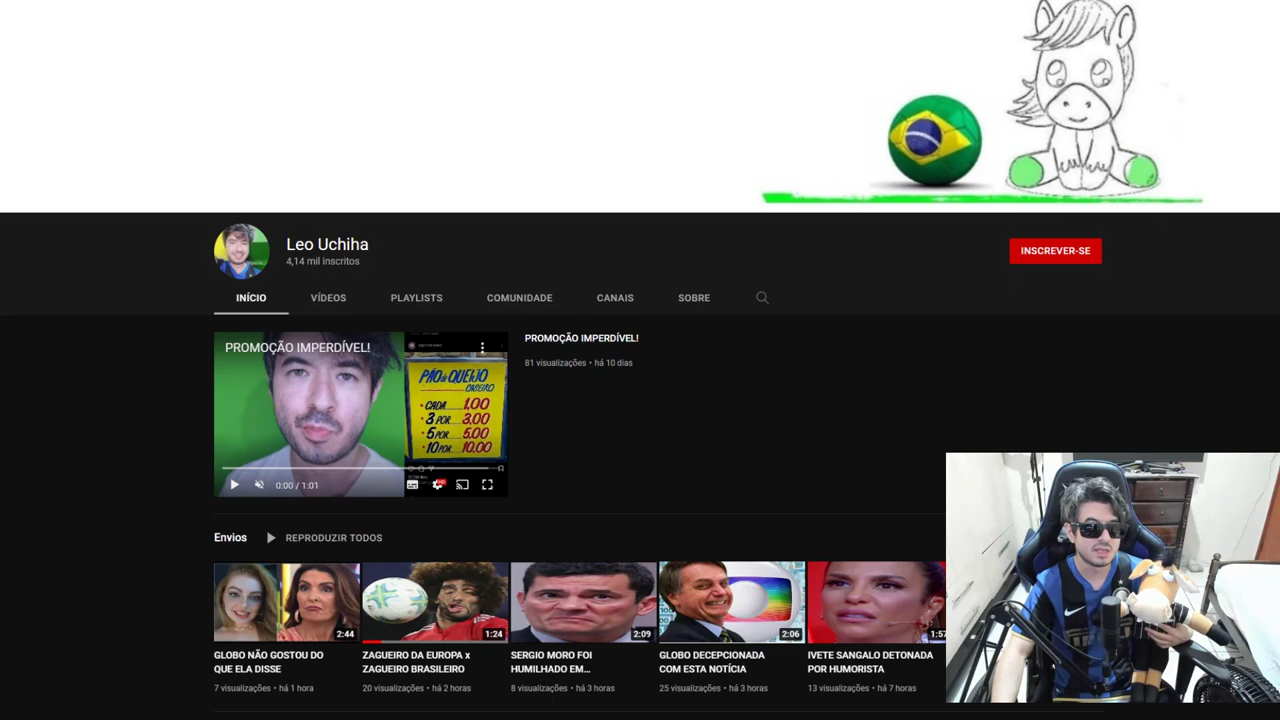 Leo Uchiha
4,14 mil inscritos
INSCREVER-SE
INÍCIO
VÍDEOS
PLAYLISTS
COMUNIDADE
CANAIS
SOBRE
PROMOÇÃO IMPERDÍVEL!
PÃO de QUEIJO
CASEIRO
• CADA 1,00
• 3 POR 3,00
• 5 POR 5,00
• 10 POR 10,00
0:00 / 1:01
HD
PROMOÇÃO IMPERDÍVEL!
81 visualizações • há 10 dias
Envios
REPRODUZIR TODOS
2:44
GLOBO NÃO GOSTOU DO
QUE ELA DISSE
7 visualizações • há 1 hora
1:24
ZAGUEIRO DA EUROPA x
ZAGUEIRO BRASILEIRO
20 visualizações • há 2 horas
2:09
SERGIO MORO FOI
HUMILHADO EM...
8 visualizações • há 3 horas
2:06
GLOBO DECEPCIONADA
COM ESTA NOTÍCIA
25 visualizações • há 3 horas
1:57
IVETE SANGALO DETONADA
POR HUMORISTA
13 visualizações • há 7 horas